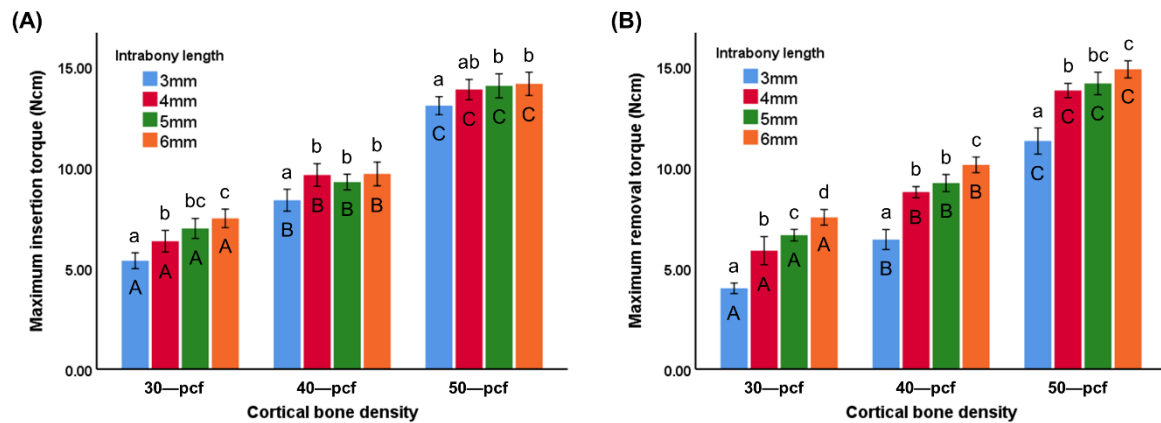 (A)
Maximum insertion torque (Ncm)
15.00
10.00
5.00
0.00
Intrabony length
3mm
4mm
5mm
6mm
a b bc c
A A A A
a b b b
B B B B
a ab b b
C C C C
30—pcf 40—pcf 50—pcf
Cortical bone density
(B)
Maximum removal torque (Ncm)
15.00
10.00
5.00
0.00
Intrabony length
3mm
4mm
5mm
6mm
a b c d
A A A A
a b b c
B B B B
a b bc c
C C C C
30—pcf 40—pcf 50—pcf
Cortical bone density